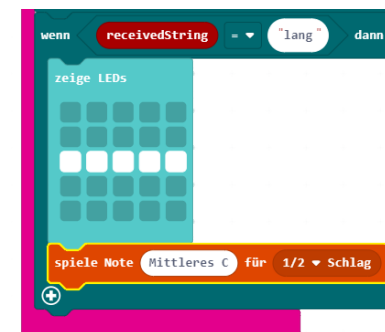 wenn receivedString = ▾ "lang" dann
zeige LEDs
spiele Note Mittleres C für 1/2 ▾ Schlag